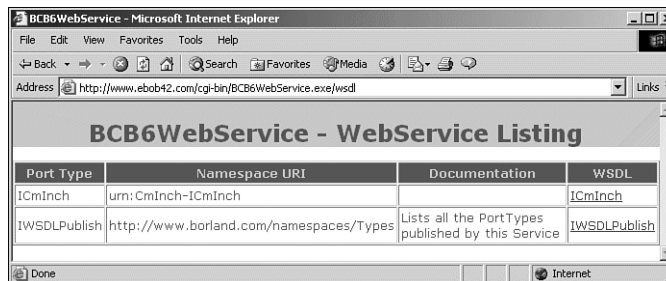 BCB6WebService - Microsoft Internet Explorer
File Edit View Favorites Tools Help
Back Search Favorites Media
Address http://www.ebob42.com/cgi-bin/BCB6WebService.exe/wsdl Links
BCB6WebService - WebService Listing
Port Type Namespace URI Documentation WSDL
ICmInch urn:CmInch-ICmInch ICmInch
IWSDLPublish http://www.borland.com/namespaces/Types Lists all the PortTypes published by this Service IWSDLPublish
Done Internet